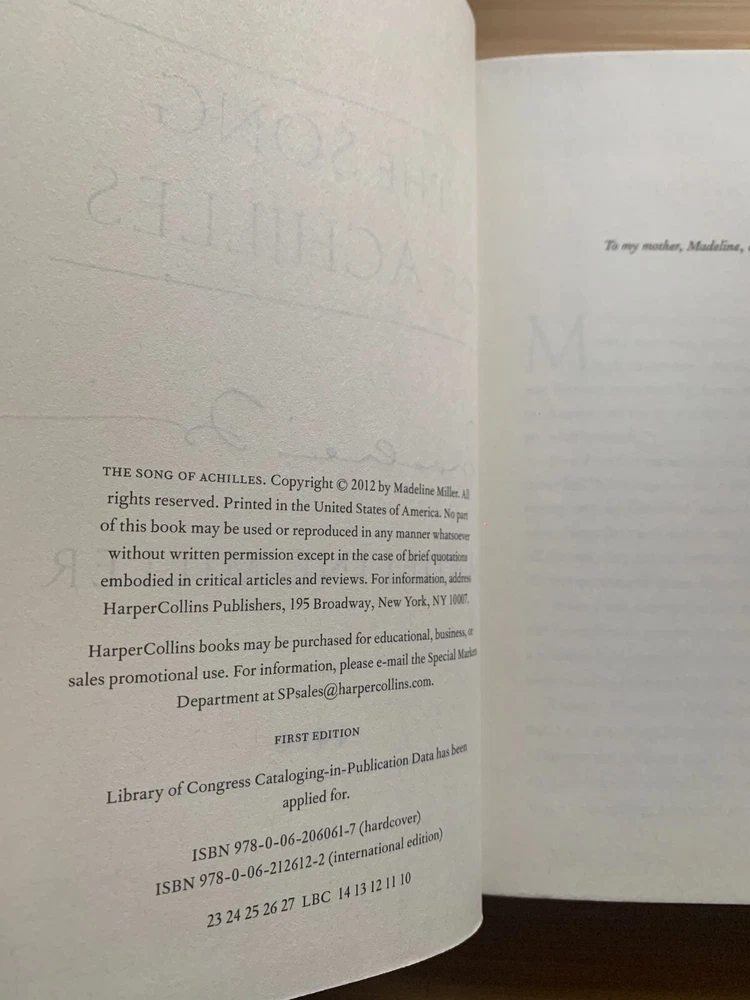 THE SONG
OF ACHILLES
THE SONG OF ACHILLES. Copyright © 2012 by Madeline Miller. All
rights reserved. Printed in the United States of America. No part
of this book may be used or reproduced in any manner whatsoever
without written permission except in the case of brief quotations
embodied in critical articles and reviews. For information, address
HarperCollins Publishers, 195 Broadway, New York, NY 10007.
HarperCollins books may be purchased for educational, business, or
sales promotional use. For information, please e-mail the Special Markets
Department at SPsales@harpercollins.com.
FIRST EDITION
Library of Congress Cataloging-in-Publication Data has been
applied for.
ISBN 978-0-06-206061-7 (hardcover)
ISBN 978-0-06-212612-2 (international edition)
23 24 25 26 27 LBC 14 13 12 11 10
To my mother, Madeline,
M